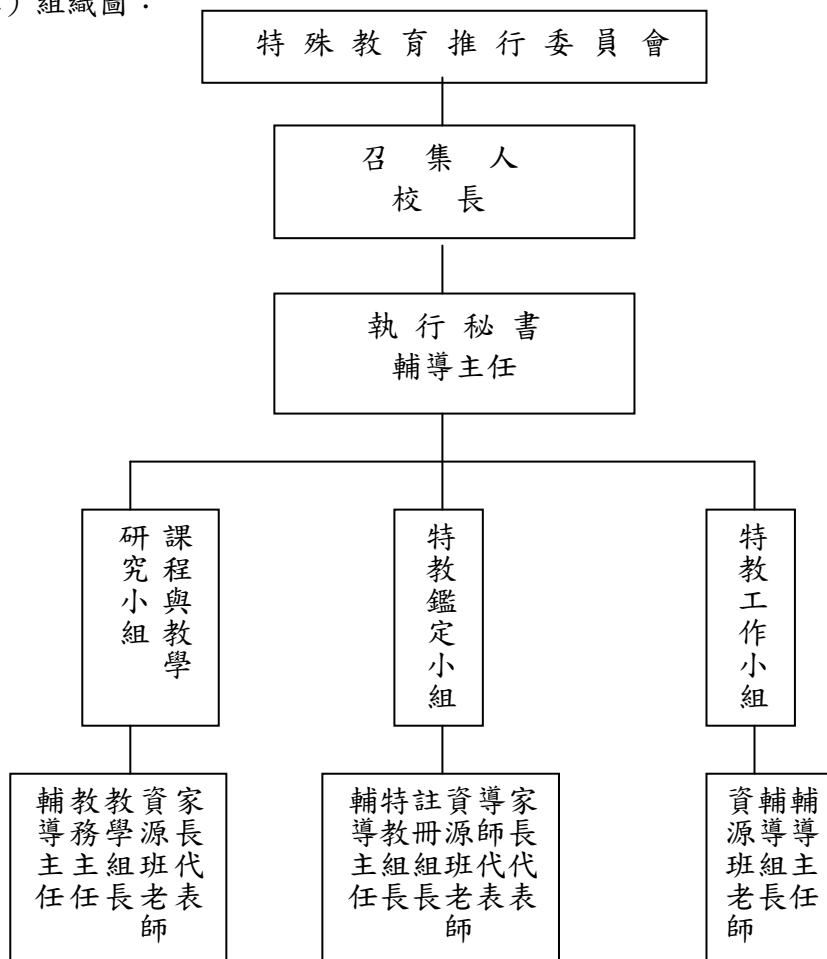 ）組織圖：
特殊教育推行委員會
召集人
校長
執行秘書
輔導主任
課程與教學
研究小組
特教鑑定小組
特教工作小組
家長代表
資源班老師
教學組長
教務主任
輔導主任
家長代表
導師代表
資源班老師
註冊組長
特教組長
輔導主任
輔導主任
輔導組長
資源班老師